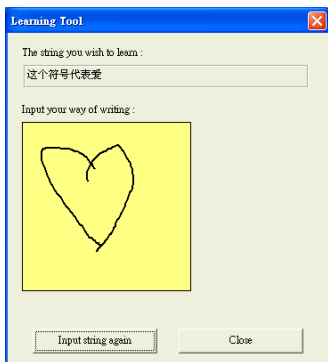 Learning Tool
The string you wish to learn :
这个符号代表爱
Input your way of writing :
Input string again
Close